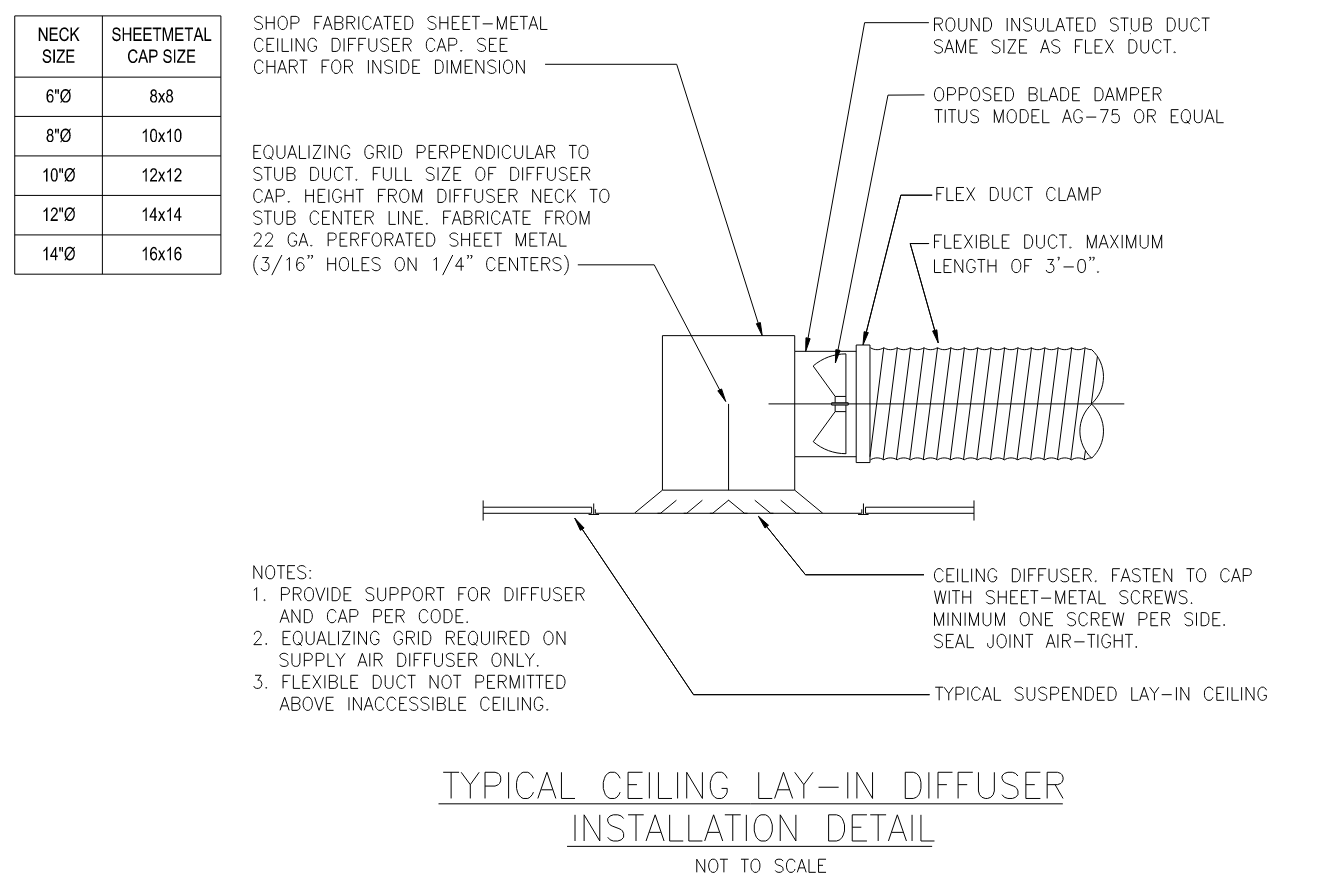 NECK SIZE SHEETMETAL CAP SIZE
6"Ø 8x8
8"Ø 10x10
10"Ø 12x12
12"Ø 14x14
14"Ø 16x16
SHOP FABRICATED SHEET-METAL
CEILING DIFFUSER CAP. SEE
CHART FOR INSIDE DIMENSION
EQUALIZING GRID PERPENDICULAR TO
STUB DUCT. FULL SIZE OF DIFFUSER
CAP. HEIGHT FROM DIFFUSER NECK TO
STUB CENTER LINE. FABRICATE FROM
22 GA. PERFORATED SHEET METAL
(3/16" HOLES ON 1/4" CENTERS)
ROUND INSULATED STUB DUCT
SAME SIZE AS FLEX DUCT.
OPPOSED BLADE DAMPER
TITUS MODEL AG-75 OR EQUAL
FLEX DUCT CLAMP
FLEXIBLE DUCT. MAXIMUM
LENGTH OF 3'-0".
CEILING DIFFUSER. FASTEN TO CAP
WITH SHEET-METAL SCREWS.
MINIMUM ONE SCREW PER SIDE.
SEAL JOINT AIR-TIGHT.
TYPICAL SUSPENDED LAY-IN CEILING
NOTES:
1. PROVIDE SUPPORT FOR DIFFUSER
AND CAP PER CODE.
2. EQUALIZING GRID REQUIRED ON
SUPPLY AIR DIFFUSER ONLY.
3. FLEXIBLE DUCT NOT PERMITTED
ABOVE INACCESSIBLE CEILING.
TYPICAL CEILING LAY-IN DIFFUSER
INSTALLATION DETAIL
NOT TO SCALE